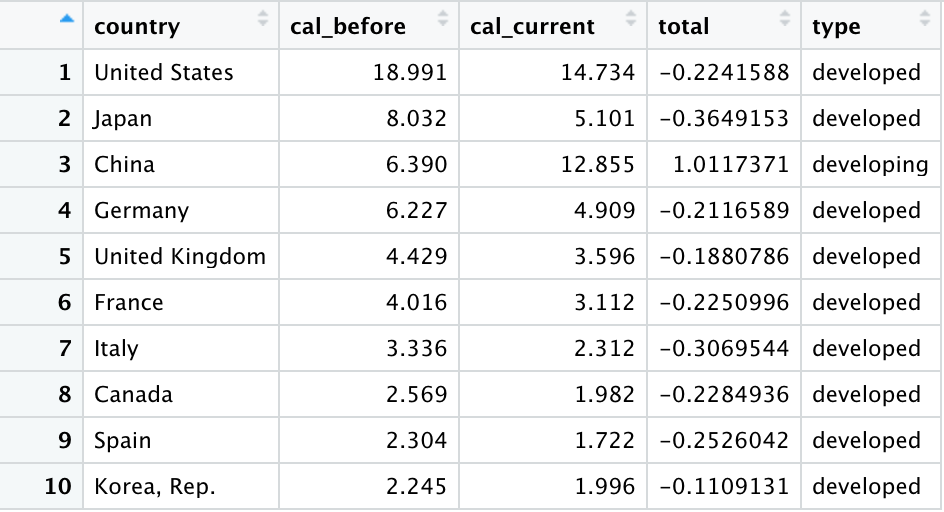 country cal_before cal_current total type
1 United States 18.991 14.734 −0.2241588 developed
2 Japan 8.032 5.101 −0.3649153 developed
3 China 6.390 12.855 1.0117371 developing
4 Germany 6.227 4.909 −0.2116589 developed
5 United Kingdom 4.429 3.596 −0.1880786 developed
6 France 4.016 3.112 −0.2250996 developed
7 Italy 3.336 2.312 −0.3069544 developed
8 Canada 2.569 1.982 −0.2284936 developed
9 Spain 2.304 1.722 −0.2526042 developed
10 Korea, Rep. 2.245 1.996 −0.1109131 developed